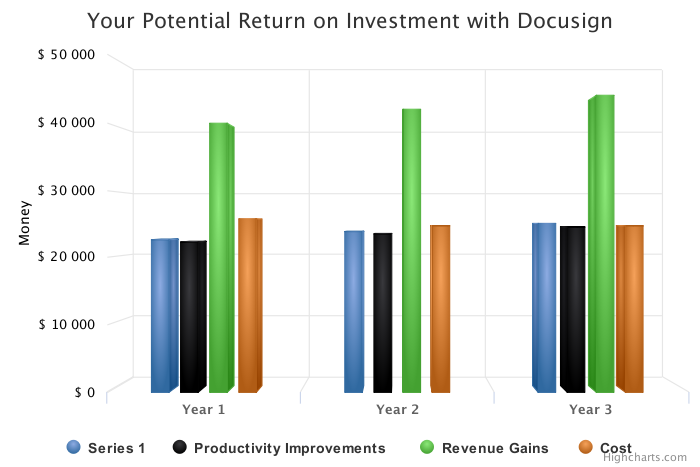 Your Potential Return on Investment with Docusign
$ 50 000
$ 40 000
$ 30 000
$ 20 000
$ 10 000
$ 0
Money
Year 1
Year 2
Year 3
Series 1
Productivity Improvements
Revenue Gains
Cost
Highcharts.com